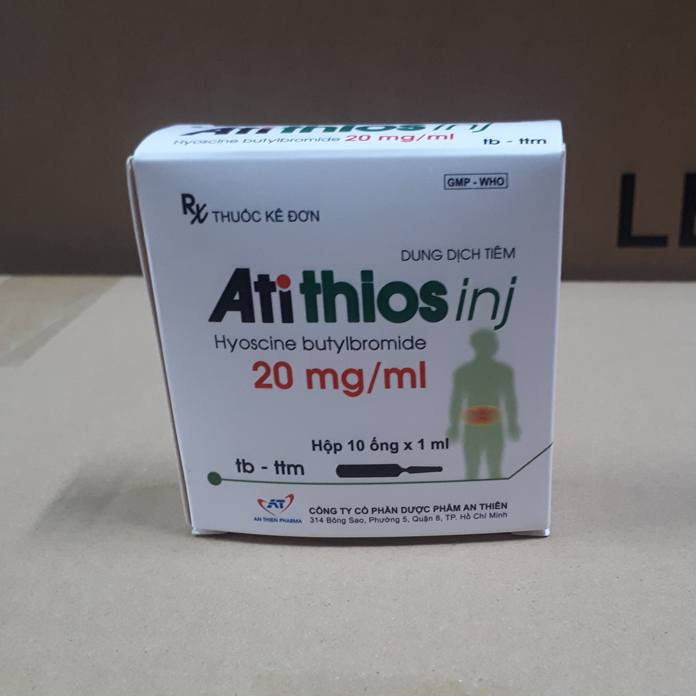 Atithios inj
Hyoscine butylbromide 20 mg/ml tb - ttm
GMP - WHO
Rx THUỐC KÊ ĐƠN
DUNG DỊCH TIÊM
Atithios inj
Hyoscine butylbromide
20 mg/ml
Hộp 10 ống x 1 ml
tb - ttm
AT
AN THIEN PHARMA
CÔNG TY CỔ PHẦN DƯỢC PHẨM AN THIÊN
314 Bông Sao, Phường 5, Quận 8, TP. Hồ Chí Minh